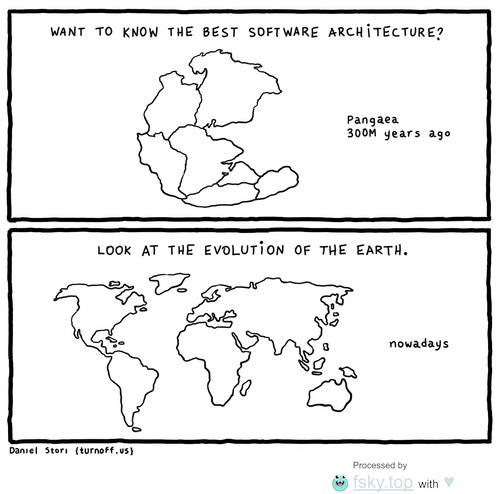 WANT TO KNOW THE BEST SOFTWARE ARCHITECTURE?
Pangaea
300M years ago
LOOK AT THE EVOLUTION OF THE EARTH.
nowadays
Daniel Stori {turnoff.us}
Processed by
fsky.top with ♥